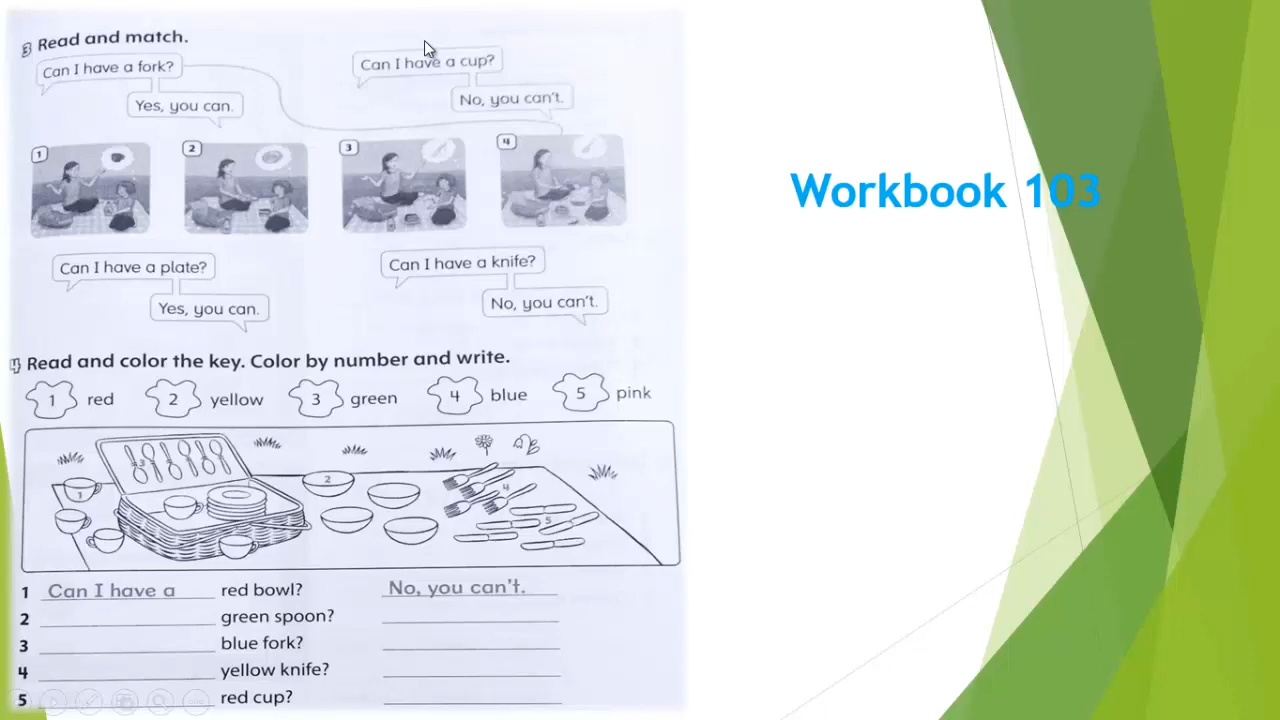 3 Read and match.
Can I have a fork?
Yes, you can.
Can I have a cup?
No, you can't.
1
2
3
4
Can I have a plate?
Yes, you can.
Can I have a knife?
No, you can't.
4 Read and color the key. Color by number and write.
1 red 2 yellow 3 green 4 blue 5 pink
3
1
2
4
5
1 Can I have a red bowl? No, you can't.
2 green spoon?
3 blue fork?
4 yellow knife?
5 red cup?
Workbook 103